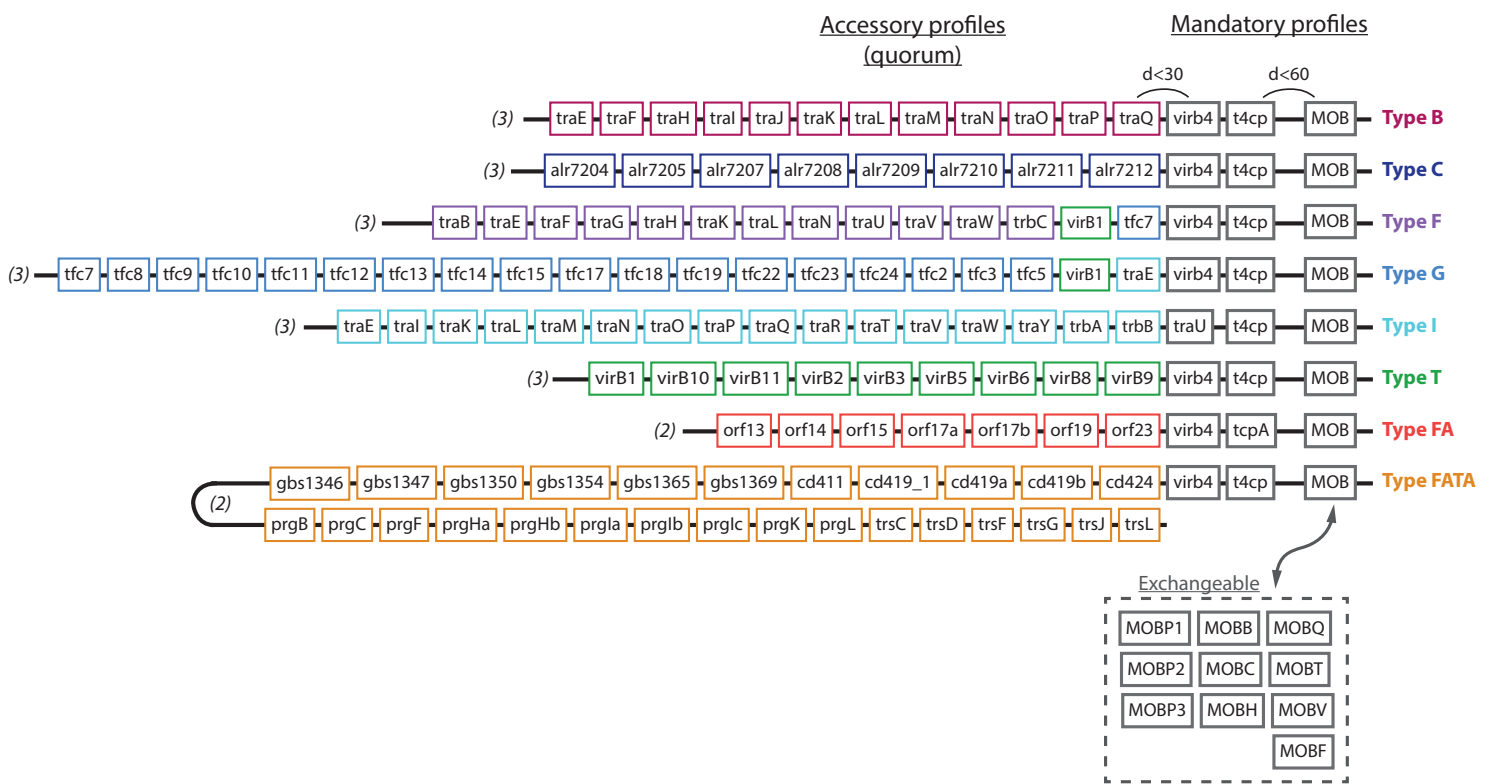 Accessory profiles
(quorum)
Mandatory profiles
d<30 d<60
(3) traE traF traH traI traJ traK traL traM traN traO traP traQ virb4 t4cp MOB Type B
(3) alr7204 alr7205 alr7207 alr7208 alr7209 alr7210 alr7211 alr7212 virb4 t4cp MOB Type C
(3) traB traE traF traG traH traK traL traN traU traV traW trbC virB1 tfc7 virb4 t4cp MOB Type F
(3) tfc7 tfc8 tfc9 tfc10 tfc11 tfc12 tfc13 tfc14 tfc15 tfc17 tfc18 tfc19 tfc22 tfc23 tfc24 tfc2 tfc3 tfc5 virB1 traE virb4 t4cp MOB Type G
(3) traE traI traK traL traM traN traO traP traQ traR traT traV traW traY trbA trbB traU t4cp MOB Type I
(3) virB1 virB10 virB11 virB2 virB3 virB5 virB6 virB8 virB9 virb4 t4cp MOB Type T
(2) orf13 orf14 orf15 orf17a orf17b orf19 orf23 virb4 tcpA MOB Type FA
gbs1346 gbs1347 gbs1350 gbs1354 gbs1365 gbs1369 cd411 cd419_1 cd419a cd419b cd424 virb4 t4cp MOB Type FATA
(2)
prgB prgC prgF prgHa prgHb prgIa prgIb prgIc prgK prgL trsC trsD trsF trsG trsJ trsL
Exchangeable
MOBP1 MOBB MOBQ
MOBP2 MOBC MOBT
MOBP3 MOBH MOBV
MOBF